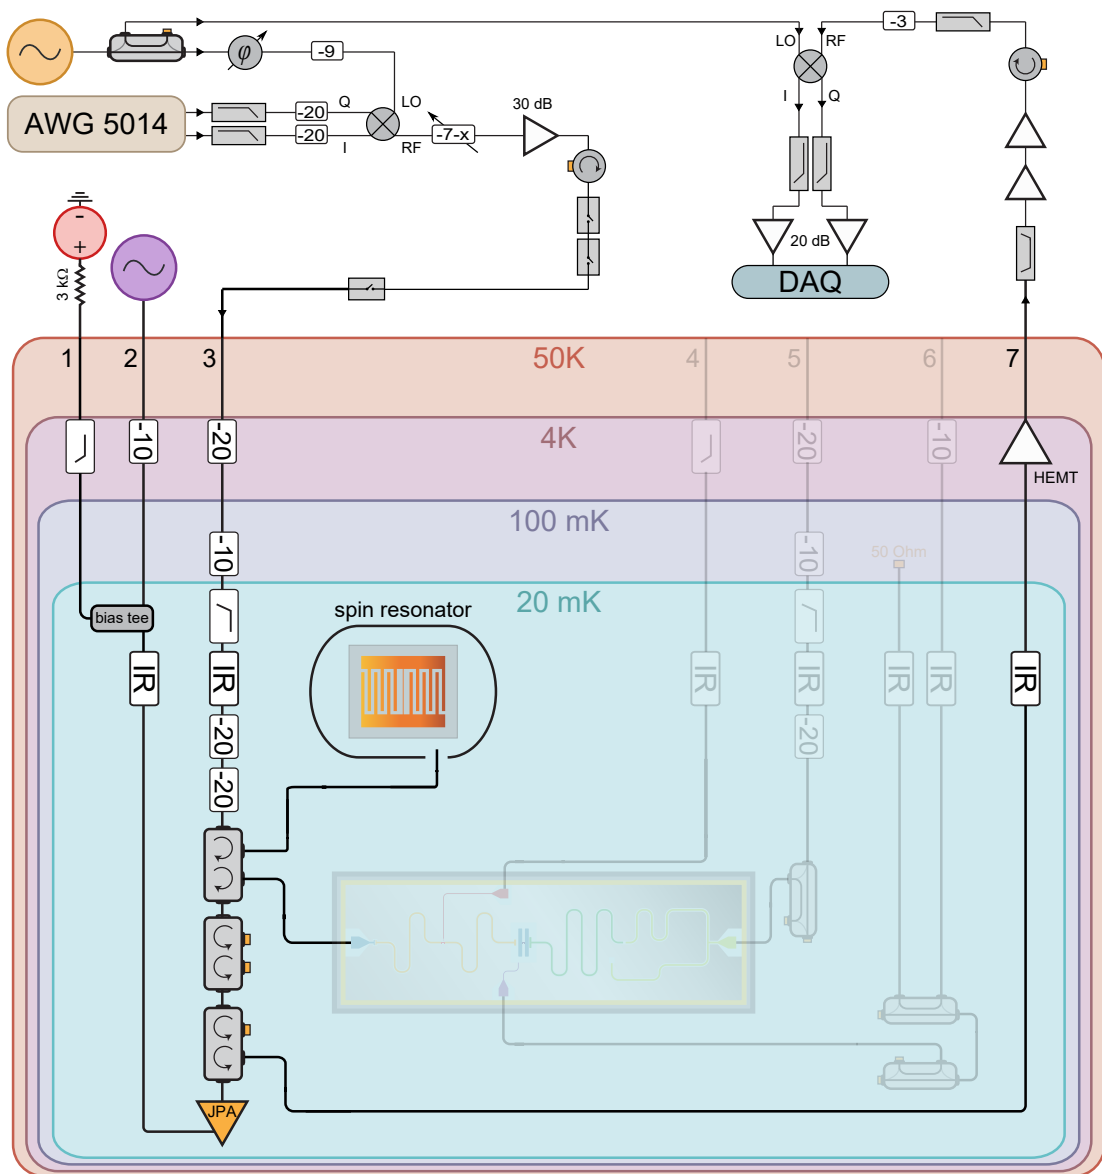 LO
RF
-3
φ
-9
I
Q
AWG 5014
-20
Q
LO
30 dB
-20
I
RF
-7-x
20 dB
DAQ
-
+
3 kΩ
1
2
3
50K
4
5
6
7
-10
-20
4K
-20
-10
HEMT
100 mK
-10
-10
50 Ohm
20 mK
bias tee
spin resonator
IR
IR
IR
IR
IR
IR
IR
-20
-20
-20
JPA